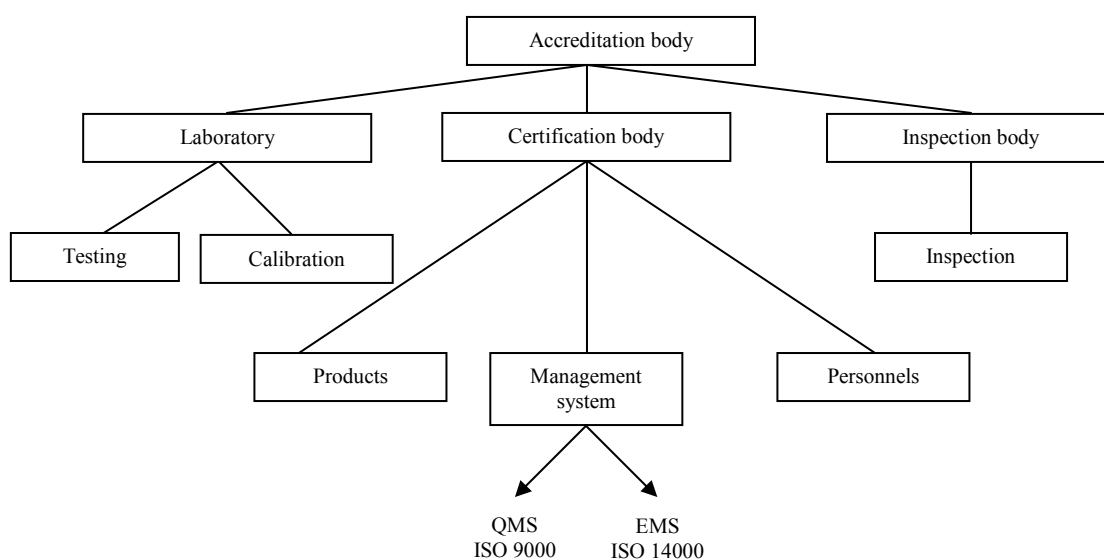 Accreditation body
Laboratory
Certification body
Inspection body
Testing
Calibration
Inspection
Products
Management
system
Personnels
QMS
ISO 9000
EMS
ISO 14000